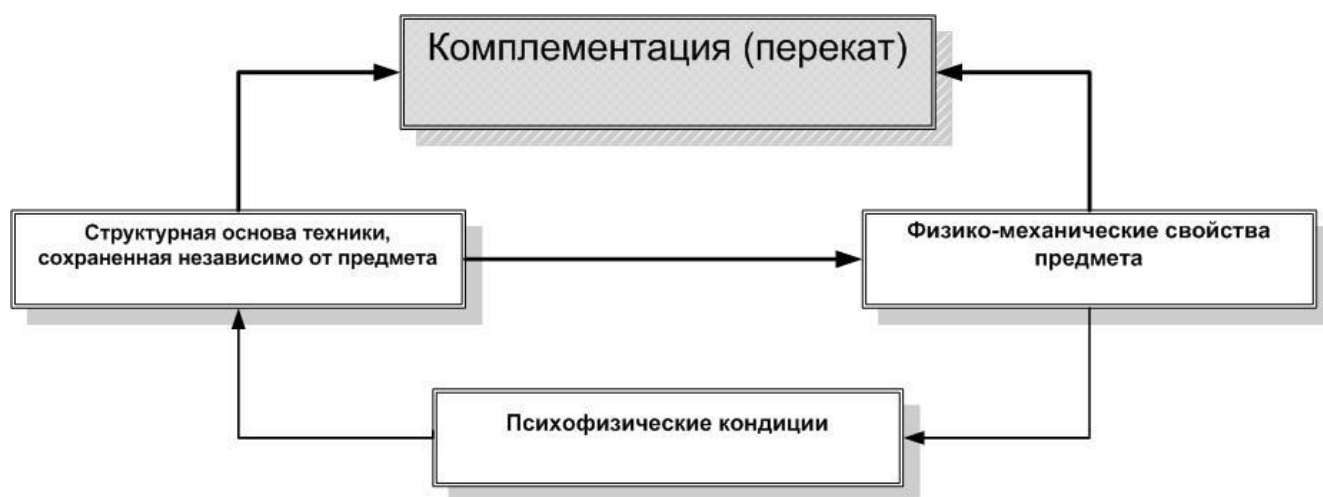 Комплементация (перекат)
Структурная основа техники,
сохраненная независимо от предмета
Физико-механические свойства
предмета
Психофизические кондиции